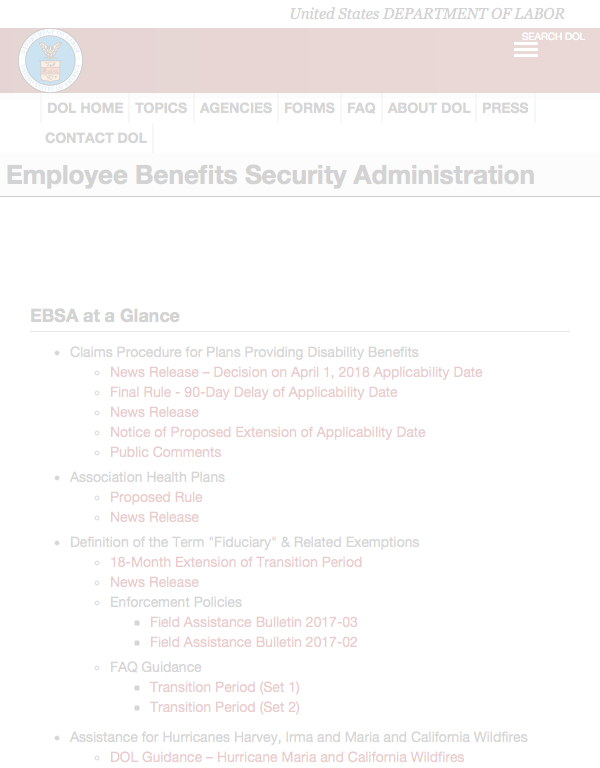 United States DEPARTMENT OF LABOR
SEARCH DOL
DOL HOME TOPICS AGENCIES FORMS FAQ ABOUT DOL PRESS
CONTACT DOL
Employee Benefits Security Administration
EBSA at a Glance
Claims Procedure for Plans Providing Disability Benefits
News Release – Decision on April 1, 2018 Applicability Date
Final Rule - 90-Day Delay of Applicability Date
News Release
Notice of Proposed Extension of Applicability Date
Public Comments
Association Health Plans
Proposed Rule
News Release
Definition of the Term "Fiduciary" & Related Exemptions
18-Month Extension of Transition Period
News Release
Enforcement Policies
Field Assistance Bulletin 2017-03
Field Assistance Bulletin 2017-02
FAQ Guidance
Transition Period (Set 1)
Transition Period (Set 2)
Assistance for Hurricanes Harvey, Irma and Maria and California Wildfires
DOL Guidance – Hurricane Maria and California Wildfires